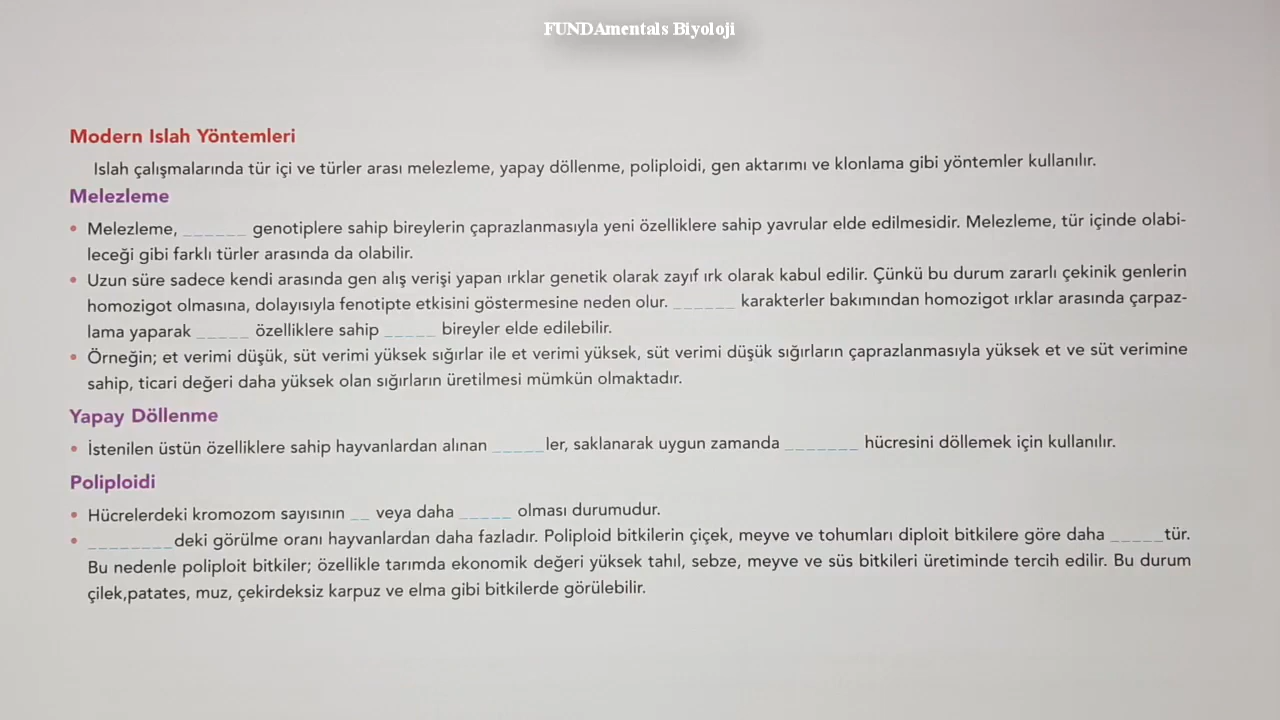 FUNDAmentals Biyoloji
Modern Islah Yöntemleri
Islah çalışmalarında tür içi ve türler arası melezleme, yapay döllenme, poliploidi, gen aktarımı ve klonlama gibi yöntemler kullanılır.
Melezleme
• Melezleme, ______ genotiplere sahip bireylerin çaprazlanmasıyla yeni özelliklere sahip yavrular elde edilmesidir. Melezleme, tür içinde olabi-
leceği gibi farklı türler arasında da olabilir.
• Uzun süre sadece kendi arasında gen alış verişi yapan ırklar genetik olarak zayıf ırk olarak kabul edilir. Çünkü bu durum zararlı çekinik genlerin
homozigot olmasına, dolayısıyla fenotipte etkisini göstermesine neden olur. ______ karakterler bakımından homozigot ırklar arasında çarpaz-
lama yaparak _____ özelliklere sahip _____ bireyler elde edilebilir.
• Örneğin; et verimi düşük, süt verimi yüksek sığırlar ile et verimi yüksek, süt verimi düşük sığırların çaprazlanmasıyla yüksek et ve süt verimine
sahip, ticari değeri daha yüksek olan sığırların üretilmesi mümkün olmaktadır.
Yapay Döllenme
• İstenilen üstün özelliklere sahip hayvanlardan alınan _____ler, saklanarak uygun zamanda _______ hücresini döllemek için kullanılır.
Poliploidi
• Hücrelerdeki kromozom sayısının __ veya daha _____ olması durumudur.
• ________deki görülme oranı hayvanlardan daha fazladır. Poliploid bitkilerin çiçek, meyve ve tohumları diploit bitkilere göre daha _____tür.
Bu nedenle poliploit bitkiler; özellikle tarımda ekonomik değeri yüksek tahıl, sebze, meyve ve süs bitkileri üretiminde tercih edilir. Bu durum
çilek,patates, muz, çekirdeksiz karpuz ve elma gibi bitkilerde görülebilir.